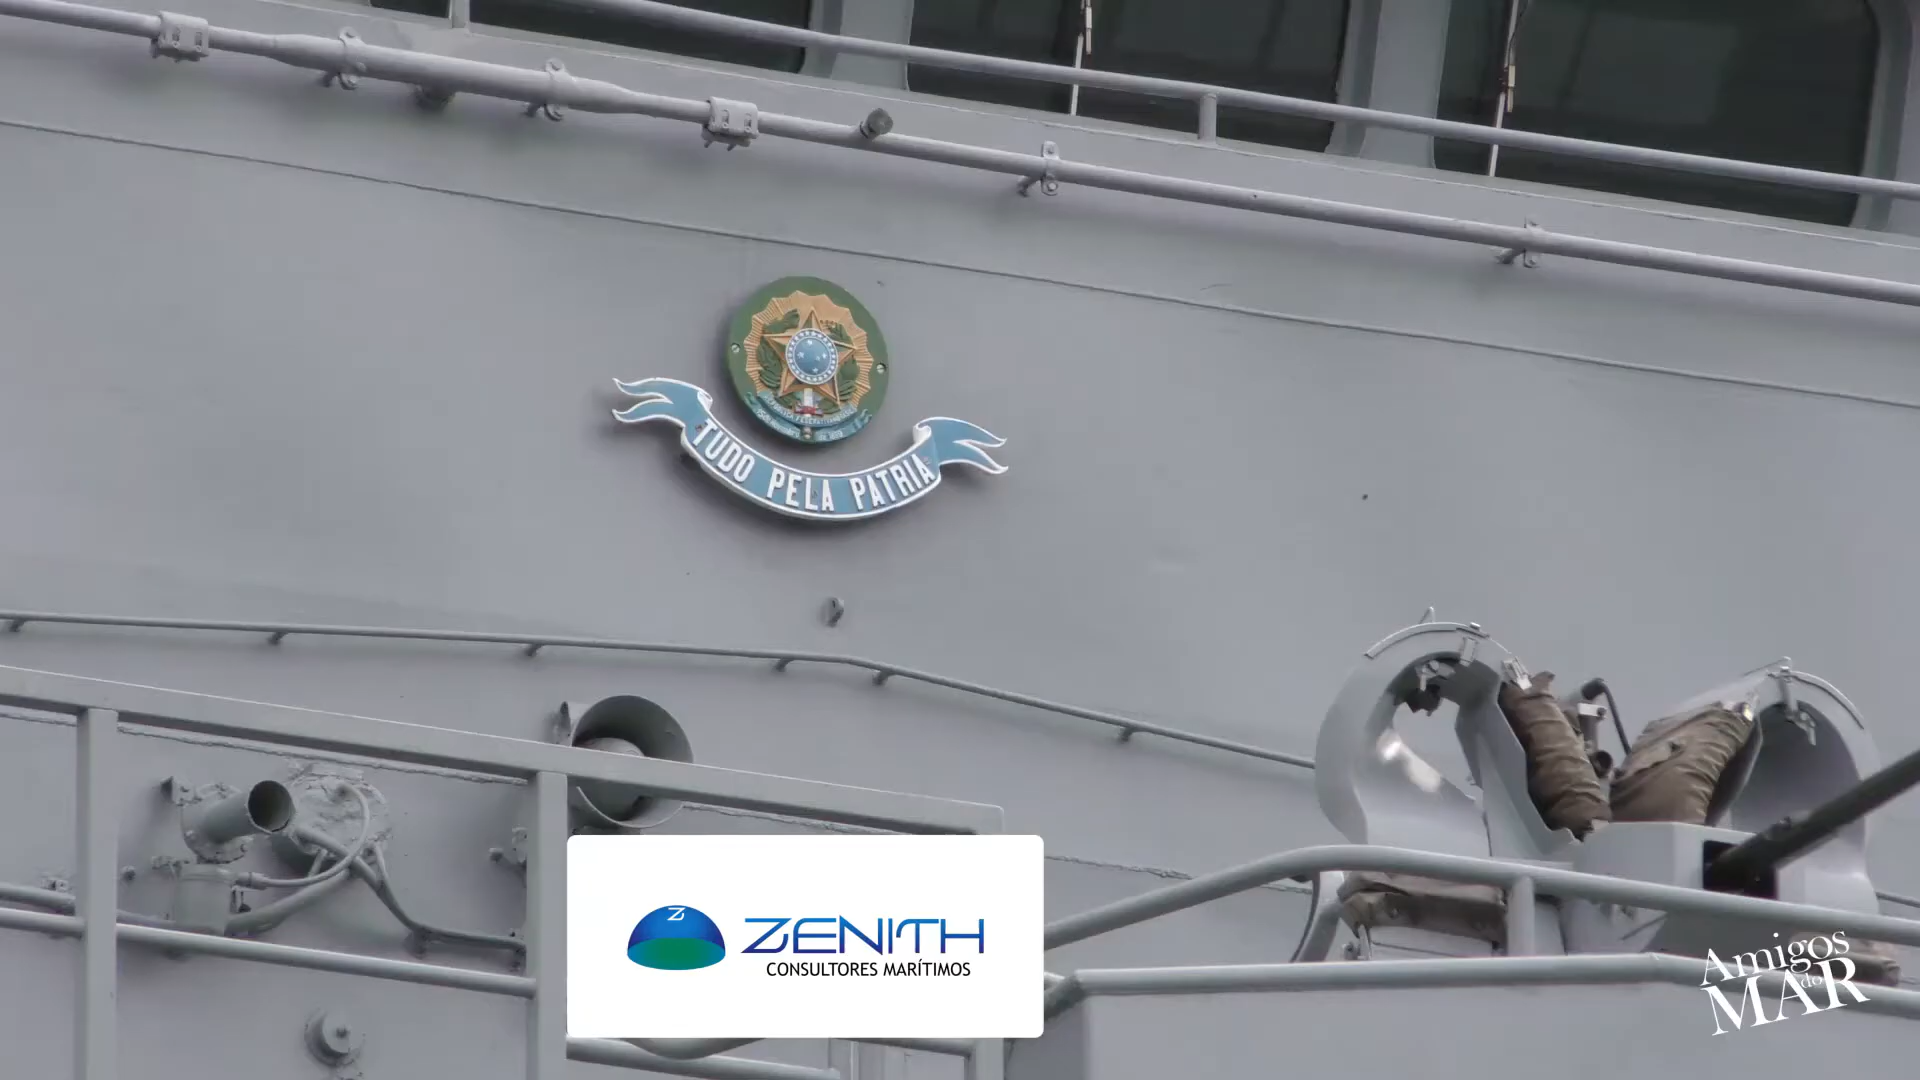 TUDO PELA PATRIA
Z
ZENITH
CONSULTORES MARÍTIMOS
Amigos
do
MAR